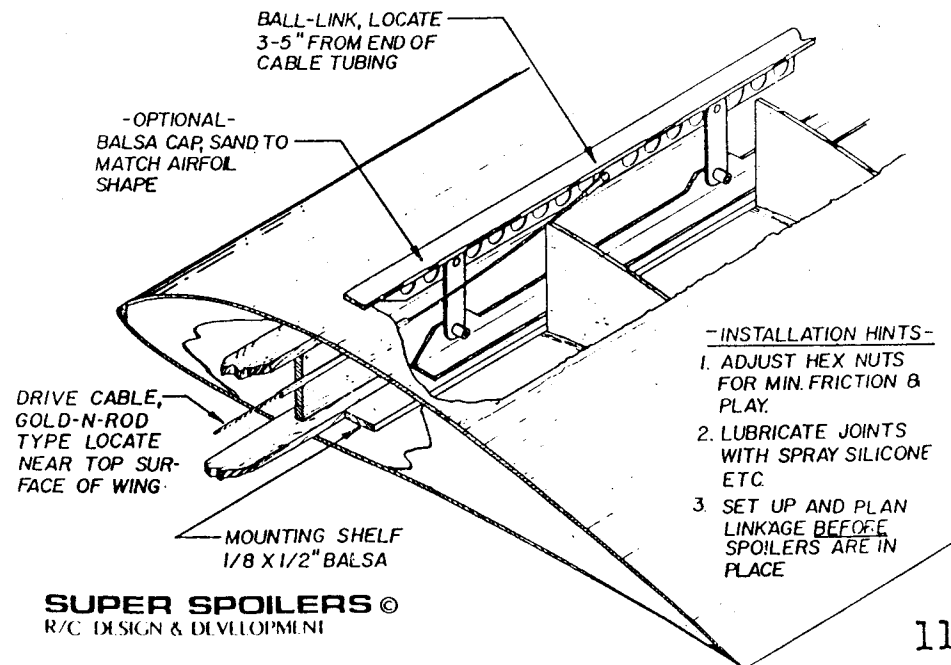 BALL-LINK, LOCATE
3-5" FROM END OF
CABLE TUBING
-OPTIONAL-
BALSA CAP, SAND TO
MATCH AIRFOIL
SHAPE
DRIVE CABLE,
GOLD-N-ROD
TYPE LOCATE
NEAR TOP SUR-
FACE OF WING
MOUNTING SHELF
1/8 X 1/2" BALSA
-INSTALLATION HINTS-
1. ADJUST HEX NUTS
FOR MIN. FRICTION &
PLAY.
2. LUBRICATE JOINTS
WITH SPRAY SILICONE
ETC.
3. SET UP AND PLAN
LINKAGE BEFORE
SPOILERS ARE IN
PLACE
SUPER SPOILERS ©
R/C DESIGN & DEVELOPMENT
11